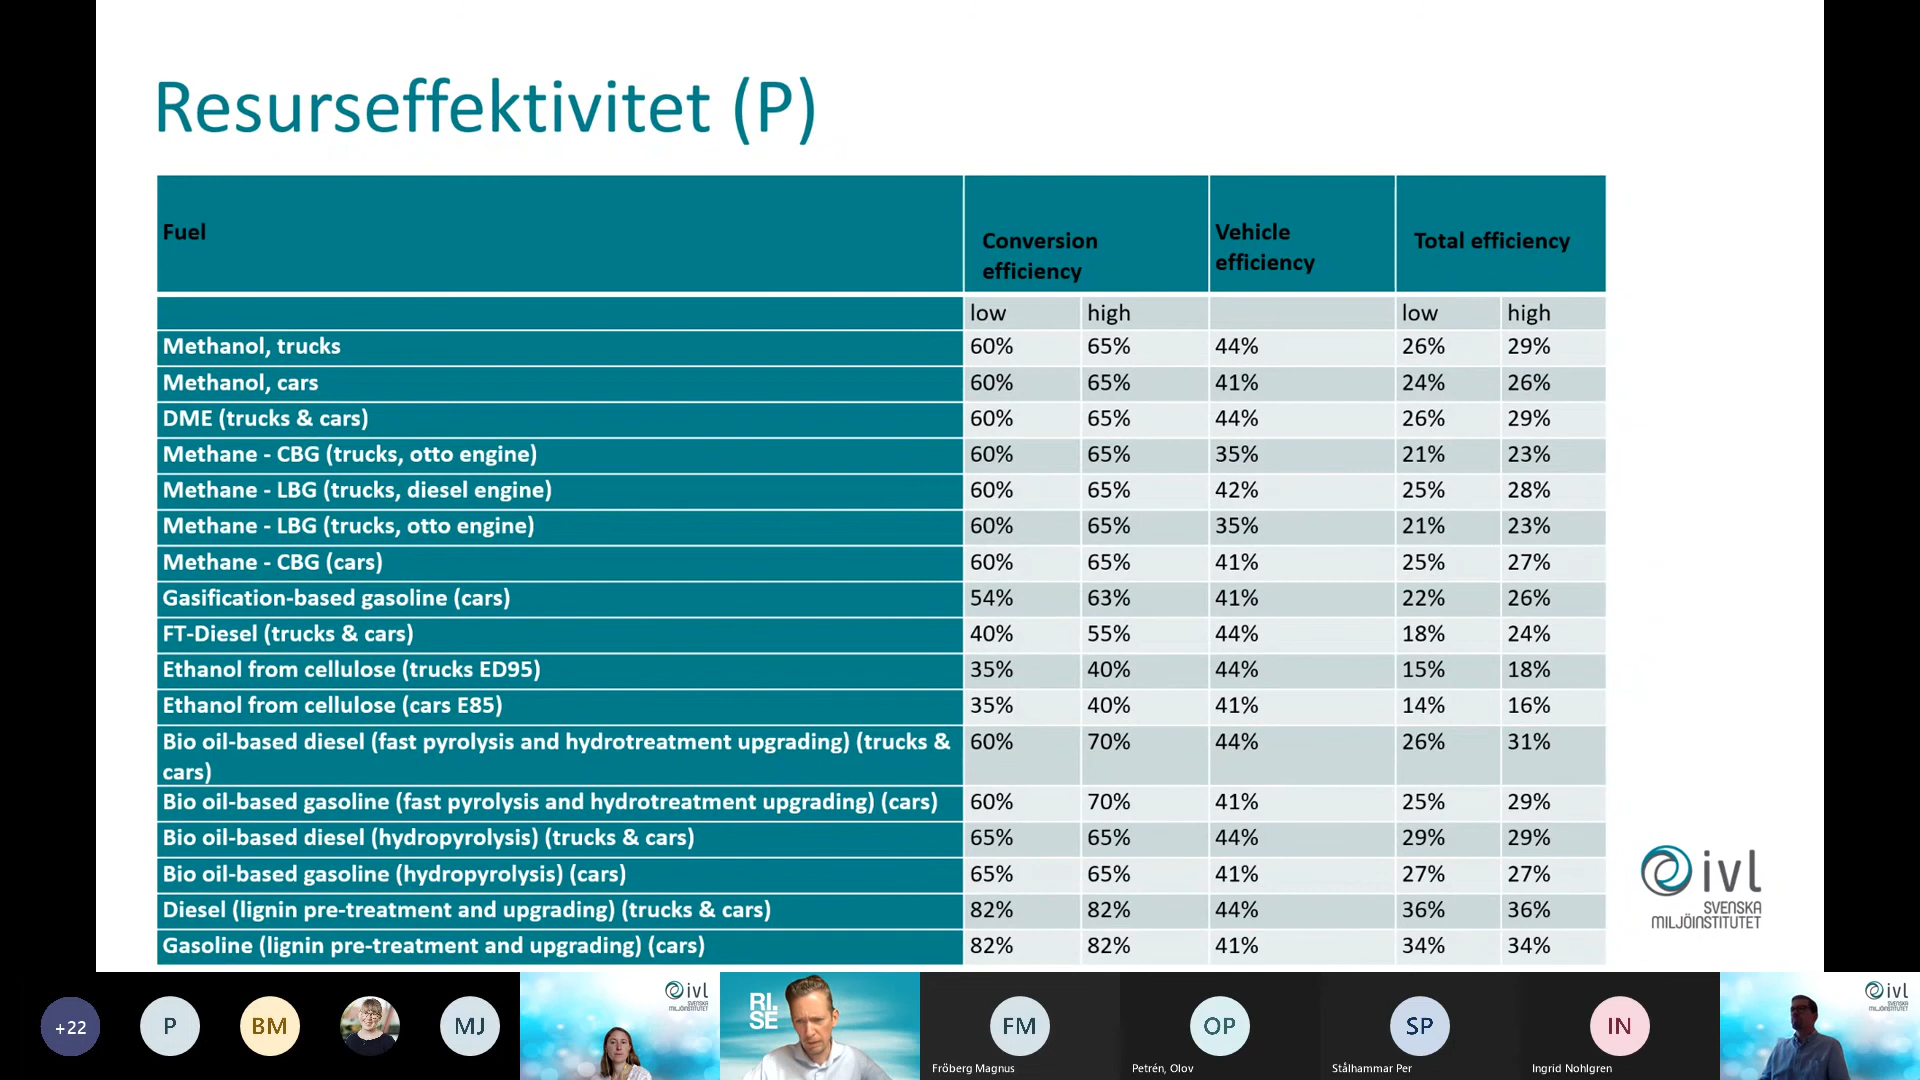 Resurseffektivitet (P)
Fuel Conversion efficiency Vehicle efficiency Total efficiency
low high low high
Methanol, trucks 60% 65% 44% 26% 29%
Methanol, cars 60% 65% 41% 24% 26%
DME (trucks & cars) 60% 65% 44% 26% 29%
Methane - CBG (trucks, otto engine) 60% 65% 35% 21% 23%
Methane - LBG (trucks, diesel engine) 60% 65% 42% 25% 28%
Methane - LBG (trucks, otto engine) 60% 65% 35% 21% 23%
Methane - CBG (cars) 60% 65% 41% 25% 27%
Gasification-based gasoline (cars) 54% 63% 41% 22% 26%
FT-Diesel (trucks & cars) 40% 55% 44% 18% 24%
Ethanol from cellulose (trucks ED95) 35% 40% 44% 15% 18%
Ethanol from cellulose (cars E85) 35% 40% 41% 14% 16%
Bio oil-based diesel (fast pyrolysis and hydrotreatment upgrading) (trucks & 60% 70% 44% 26% 31%
cars)
Bio oil-based gasoline (fast pyrolysis and hydrotreatment upgrading) (cars) 60% 70% 41% 25% 29%
Bio oil-based diesel (hydropyrolysis) (trucks & cars) 65% 65% 44% 29% 29%
Bio oil-based gasoline (hydropyrolysis) (cars) 65% 65% 41% 27% 27%
Diesel (lignin pre-treatment and upgrading) (trucks & cars) 82% 82% 44% 36% 36%
Gasoline (lignin pre-treatment and upgrading) (cars) 82% 82% 41% 34% 34%
ivl
SVENSKA
MILJÖINSTITUTET
+22
P
BM
MJ
ivl
SVENSKA
MILJÖINSTITUTET
RI.
SE
FM
Fröberg Magnus
OP
Petrén, Olov
SP
Stålhammar Per
IN
Ingrid Nohlgren
ivl
SVENSKA
MILJÖINSTITUTET